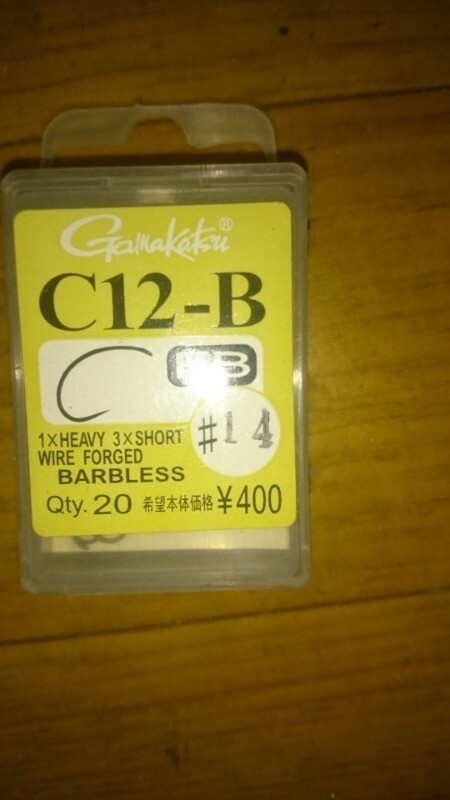 Gamakatsu®
C12-B
#14
1×HEAVY 3×SHORT
WIRE FORGED
BARBLESS
Qty. 20 希望本体価格 ¥400